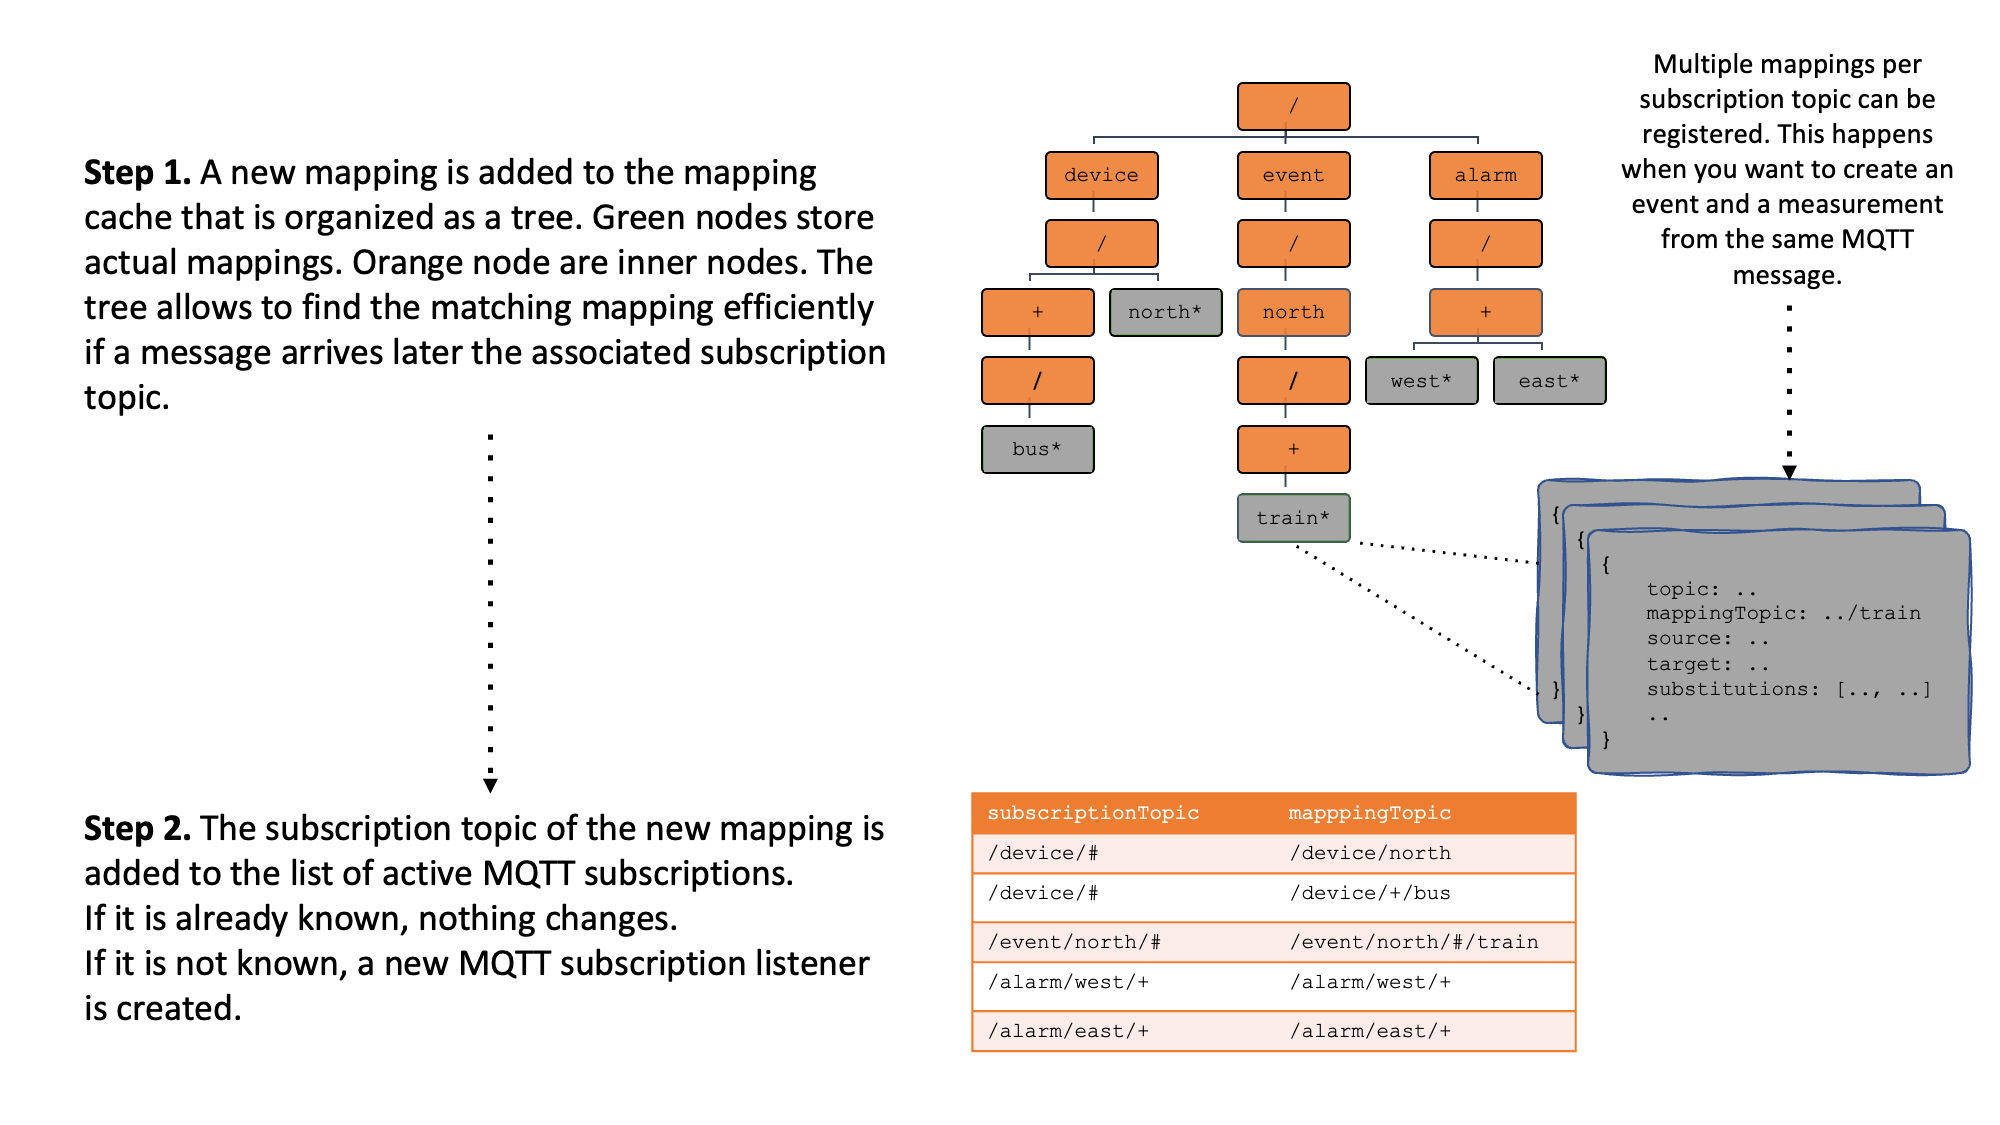 Step 1. A new mapping is added to the mapping
cache that is organized as a tree. Green nodes store
actual mappings. Orange node are inner nodes. The
tree allows to find the matching mapping efficiently
if a message arrives later the associated subscription
topic.
Step 2. The subscription topic of the new mapping is
added to the list of active MQTT subscriptions.
If it is already known, nothing changes.
If it is not known, a new MQTT subscription listener
is created.
/
device event alarm
/ / /
+ north* north +
/ / west* east*
bus* +
train*
Multiple mappings per
subscription topic can be
registered. This happens
when you want to create an
event and a measurement
from the same MQTT
message.
{
{
{
topic: ..
mappingTopic: ../train
source: ..
target: ..
substitutions: [.., ..]
..
}
}
}
subscriptionTopic mapppingTopic
/device/# /device/north
/device/# /device/+/bus
/event/north/# /event/north/#/train
/alarm/west/+ /alarm/west/+
/alarm/east/+ /alarm/east/+